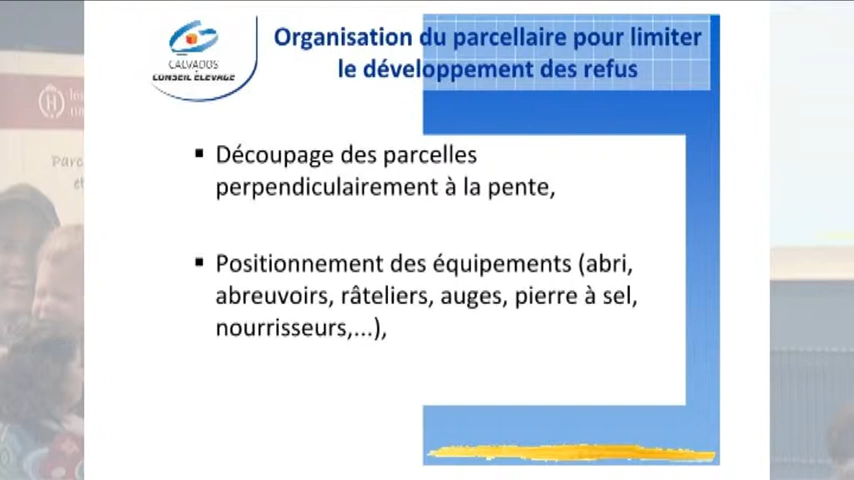 CALVADOS
CONSEIL ÉLEVAGE
Organisation du parcellaire pour limiter
le développement des refus
▪ Découpage des parcelles
perpendiculairement à la pente,
▪ Positionnement des équipements (abri,
abreuvoirs, râteliers, auges, pierre à sel,
nourrisseurs,...),